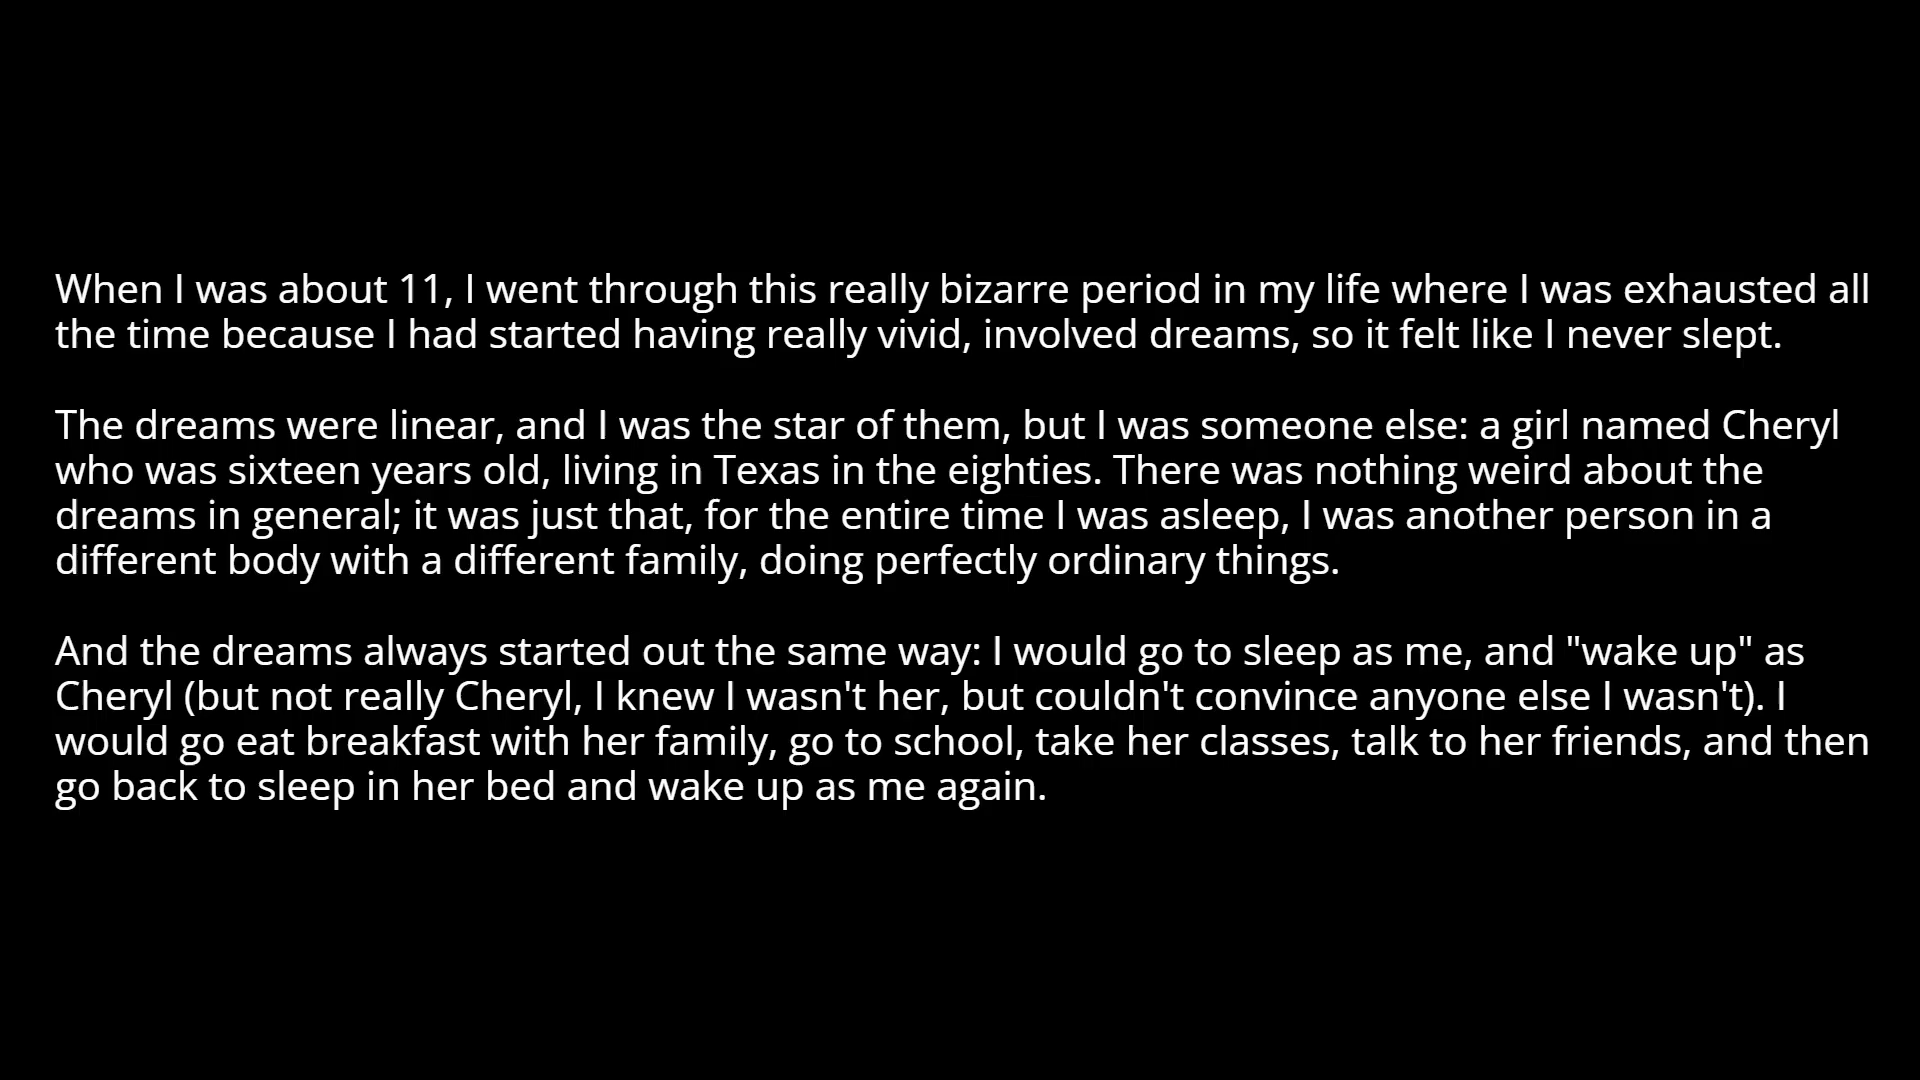 When I was about 11, I went through this really bizarre period in my life where I was exhausted all
the time because I had started having really vivid, involved dreams, so it felt like I never slept.

The dreams were linear, and I was the star of them, but I was someone else: a girl named Cheryl
who was sixteen years old, living in Texas in the eighties. There was nothing weird about the
dreams in general; it was just that, for the entire time I was asleep, I was another person in a
different body with a different family, doing perfectly ordinary things.

And the dreams always started out the same way: I would go to sleep as me, and "wake up" as
Cheryl (but not really Cheryl, I knew I wasn't her, but couldn't convince anyone else I wasn't). I
would go eat breakfast with her family, go to school, take her classes, talk to her friends, and then
go back to sleep in her bed and wake up as me again.